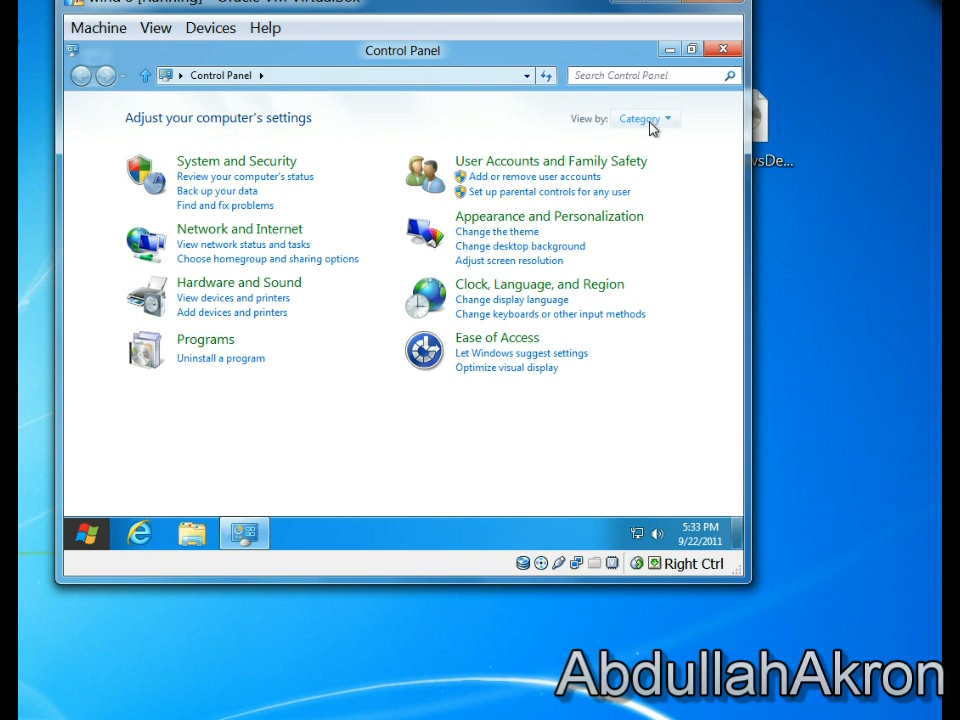 Machine View Devices Help
Control Panel
Control Panel
Search Control Panel
Adjust your computer's settings
View by: Category
System and Security
Review your computer's status
Back up your data
Find and fix problems
Network and Internet
View network status and tasks
Choose homegroup and sharing options
Hardware and Sound
View devices and printers
Add devices and printers
Programs
Uninstall a program
User Accounts and Family Safety
Add or remove user accounts
Set up parental controls for any user
Appearance and Personalization
Change the theme
Change desktop background
Adjust screen resolution
Clock, Language, and Region
Change display language
Change keyboards or other input methods
Ease of Access
Let Windows suggest settings
Optimize visual display
5:33 PM
9/22/2011
Right Ctrl
AbdullahAkron